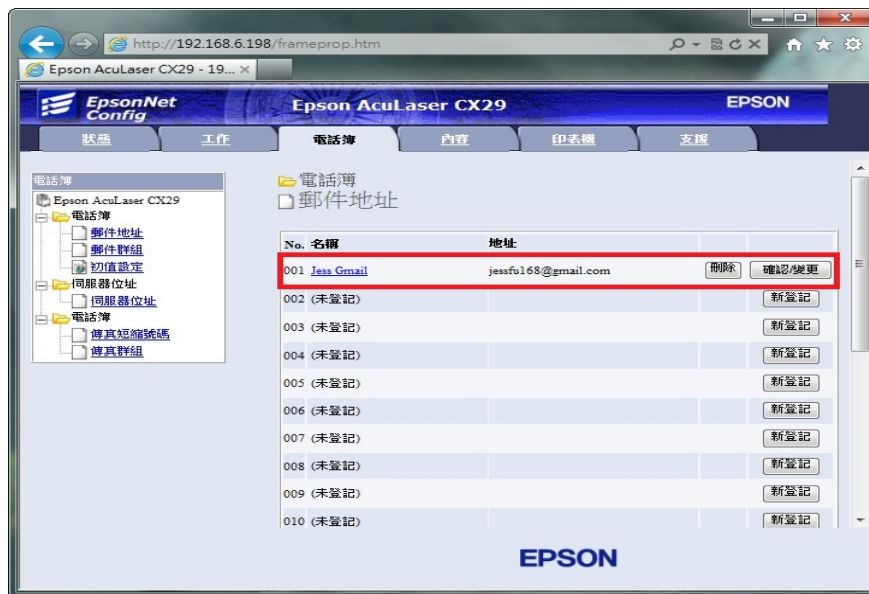 http://192.168.6.198/frameprop.htm
Epson AcuLaser CX29 - 19...
EpsonNet Config
Epson AcuLaser CX29
EPSON
狀態 工作 電話簿 內容 印表機 支援
電話簿
Epson AcuLaser CX29
電話簿
郵件地址
郵件群組
初值設定
伺服器位址
伺服器位址
電話簿
傳真短縮號碼
傳真群組
電話簿
郵件地址
No. 名稱 地址
001 Jess Gmail jessfu168@gmail.com 刪除 確認/變更
002 (未登記) 新登記
003 (未登記) 新登記
004 (未登記) 新登記
005 (未登記) 新登記
006 (未登記) 新登記
007 (未登記) 新登記
008 (未登記) 新登記
009 (未登記) 新登記
010 (未登記) 新登記
EPSON